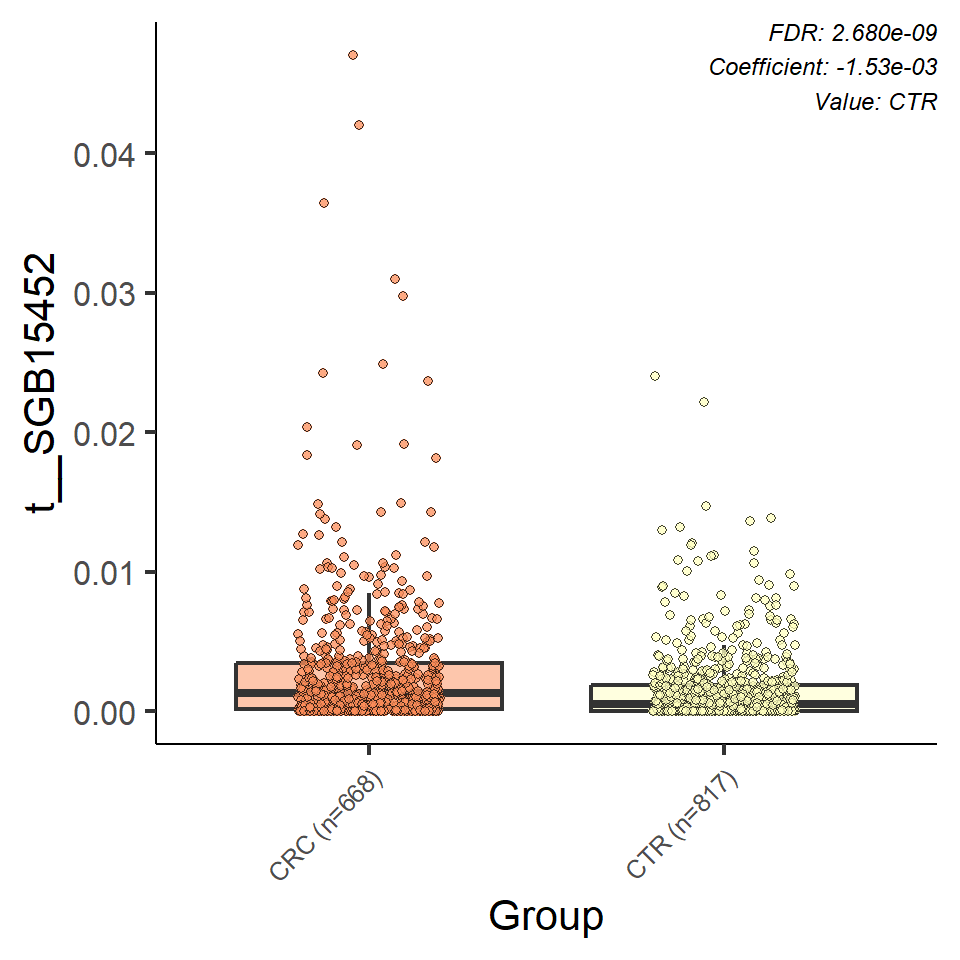 FDR: 2.680e-09
Coefficient: -1.53e-03
Value: CTR
t__SGB15452
0.04
0.03
0.02
0.01
0.00
CRC (n=668)
CTR (n=817)
Group